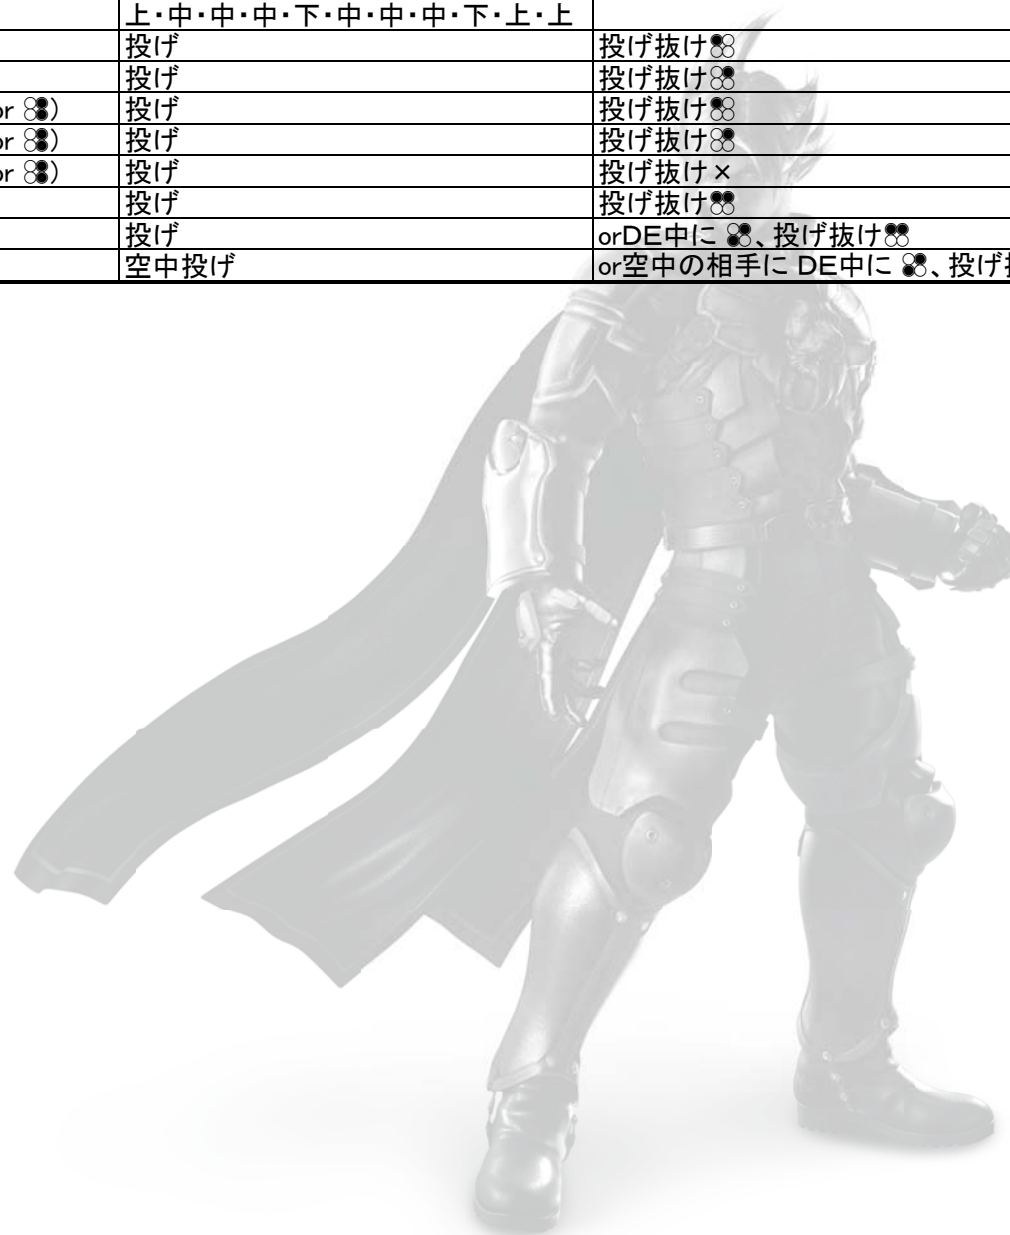 上・中・中・中・下・中・中・中・下・上・上
投げ 投げ抜け
投げ 投げ抜け
or ) 投げ 投げ抜け
or ) 投げ 投げ抜け
or ) 投げ 投げ抜け×
投げ 投げ抜け
投げ orDE中に 、投げ抜け
空中投げ or空中の相手に DE中に 、投げ